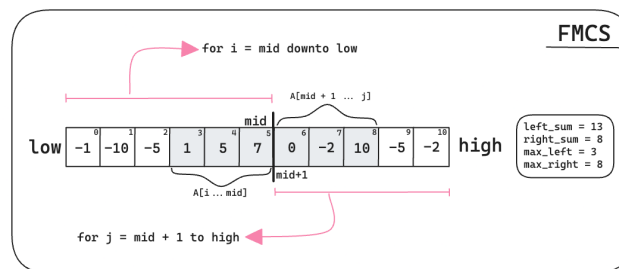 FMCS
for i = mid downto low
A[mid + 1 ... j]
mid
0 1 2 3 4 5 6 7 8 9 10
low -1 -10 -5 1 5 7 0 -2 10 -5 -2 high
mid+1
A[i ... mid]
for j = mid + 1 to high
left_sum = 13
right_sum = 8
max_left = 3
max_right = 8